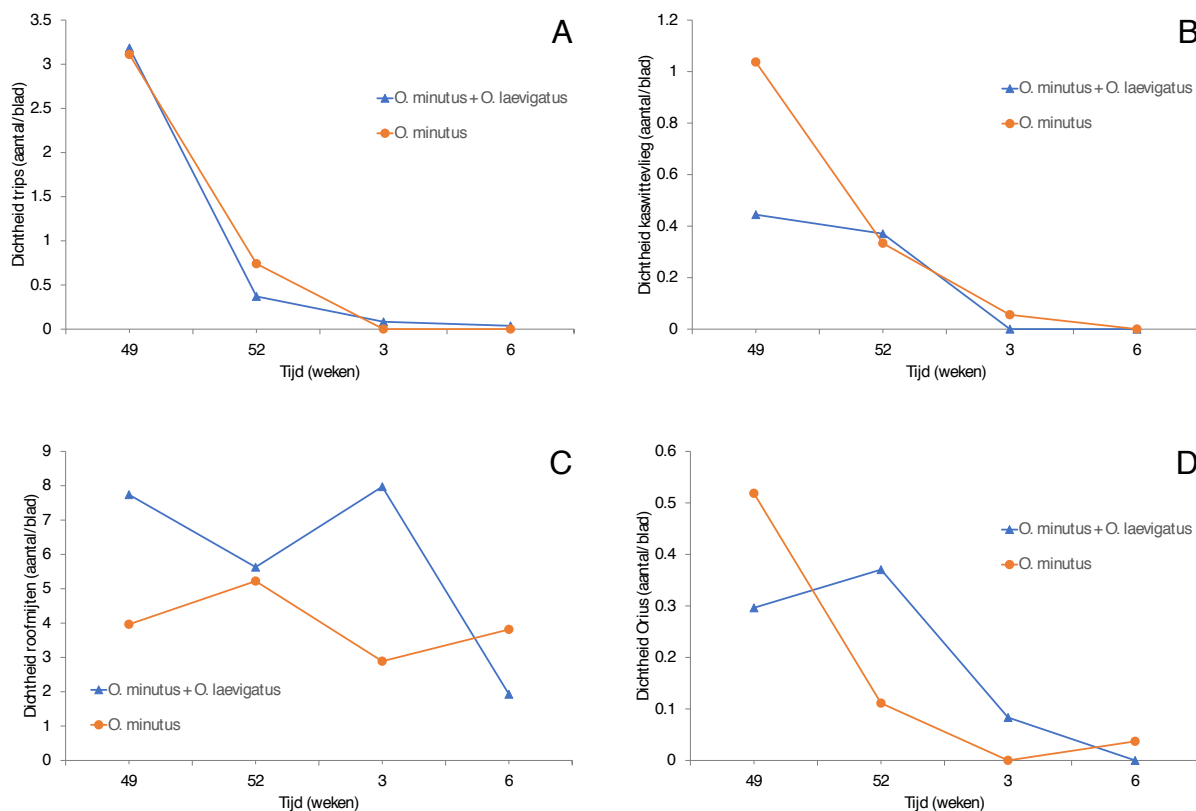 A
Dichtheid trips (aantal/blad)
3.5
3
2.5
2
1.5
1
0.5
0
49
52
3
6
Tijd (weken)
O. minutus + O. laevigatus
O. minutus
B
Dichtheid kaswittevlieg (aantal/blad)
1.2
1
0.8
0.6
0.4
0.2
0
49
52
3
6
Tijd (weken)
O. minutus + O. laevigatus
O. minutus
C
Dichtheid roofmijten (aantal/blad)
9
8
7
6
5
4
3
2
1
0
49
52
3
6
Tijd (weken)
O. minutus + O. laevigatus
O. minutus
D
Dichtheid Orius (aantal/blad)
0.6
0.5
0.4
0.3
0.2
0.1
0
49
52
3
6
Tijd (weken)
O. minutus + O. laevigatus
O. minutus